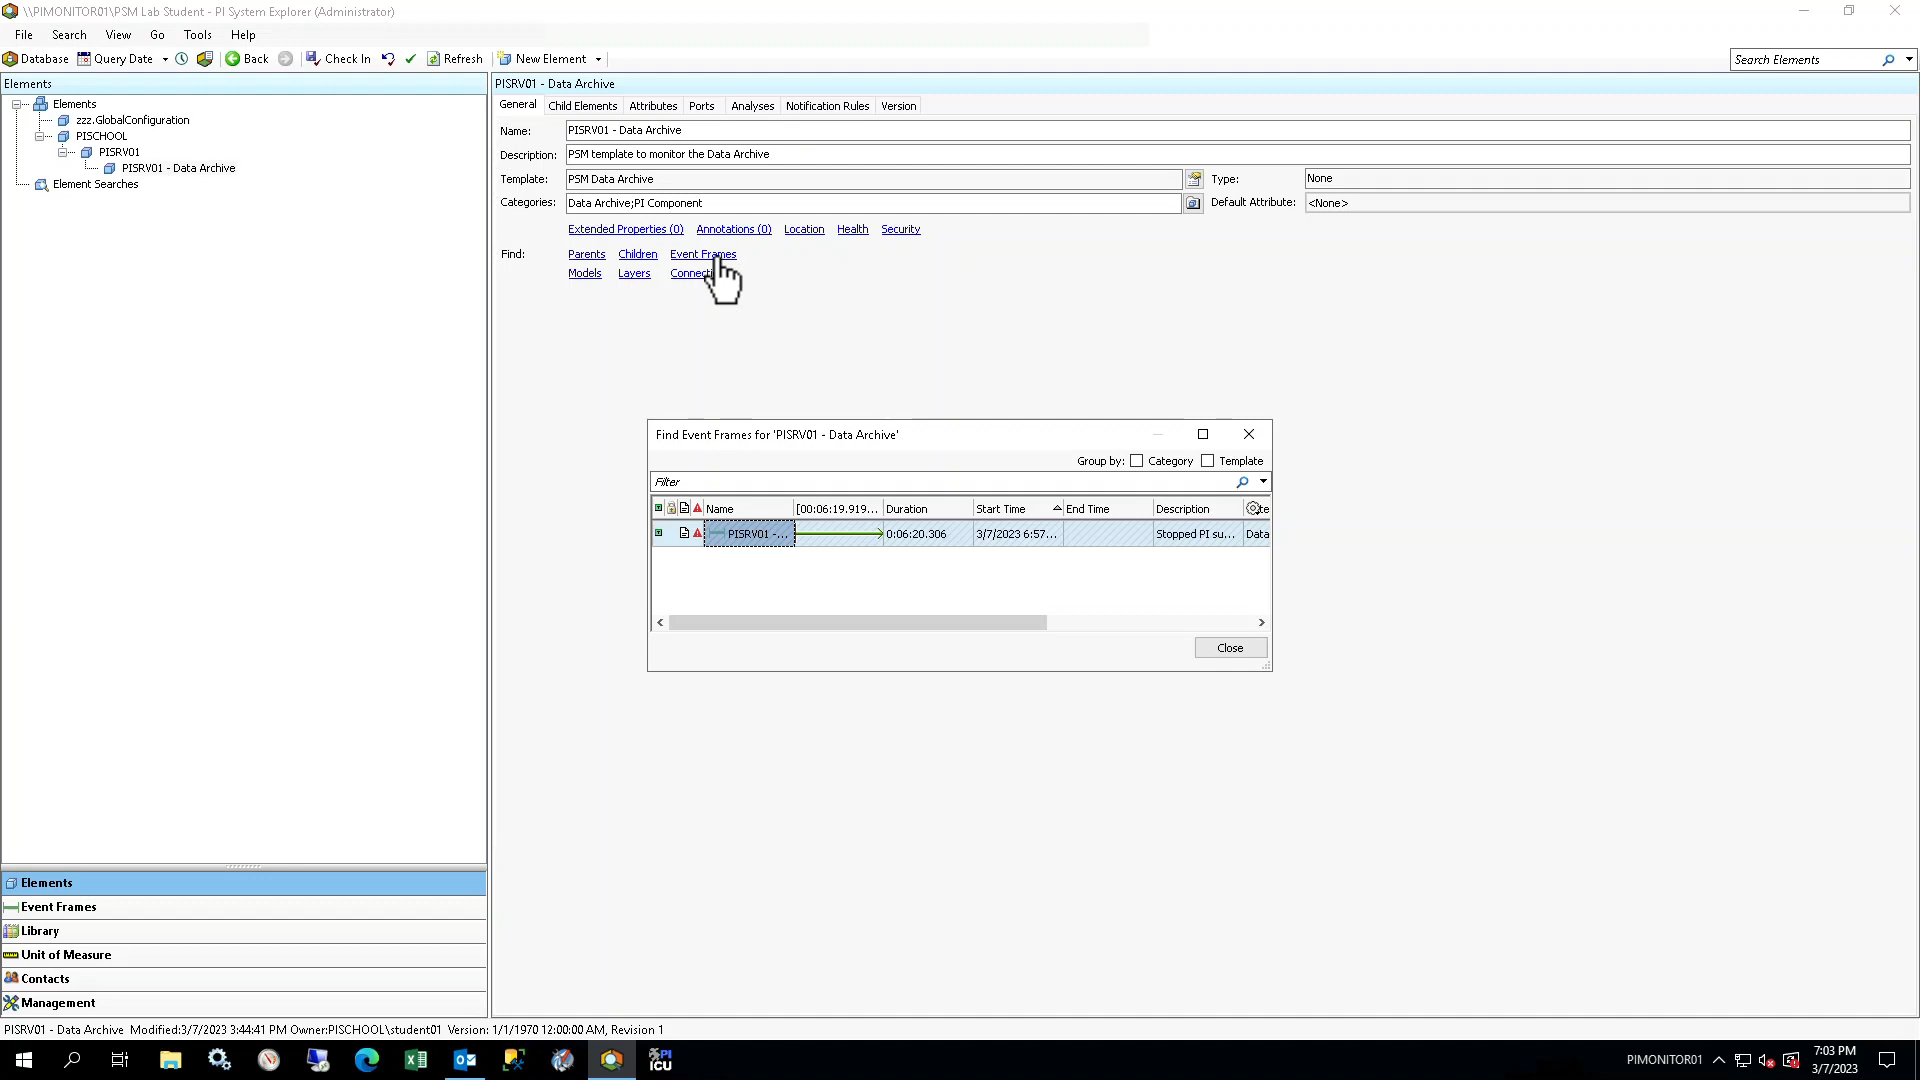 \\PIMONITOR01\PSM Lab Student - PI System Explorer (Administrator)
File Search View Go Tools Help
Database Query Date Back Check In Refresh New Element Search Elements
Elements
PISRV01 - Data Archive
Elements
zzz.GlobalConfiguration
PISCHOOL
PISRV01
PISRV01 - Data Archive
Element Searches
General Child Elements Attributes Ports Analyses Notification Rules Version
Name: PISRV01 - Data Archive
Description: PSM template to monitor the Data Archive
Template: PSM Data Archive Type: None
Categories: Data Archive;PI Component Default Attribute: <None>
Extended Properties (0) Annotations (0) Location Health Security
Find: Parents Children Event Frames
Models Layers Connecti
Find Event Frames for 'PISRV01 - Data Archive'
Group by: Category Template
Filter
Name [00:06:19.919... Duration Start Time End Time Description
PISRV01 -... 0:06:20.306 3/7/2023 6:57... Stopped PI su... Data
Close
Elements
Event Frames
Library
Unit of Measure
Contacts
Management
PISRV01 - Data Archive Modified:3/7/2023 3:44:41 PM Owner:PISCHOOL\student01 Version: 1/1/1970 12:00:00 AM, Revision 1
PI
ICU
PIMONITOR01
7:03 PM
3/7/2023